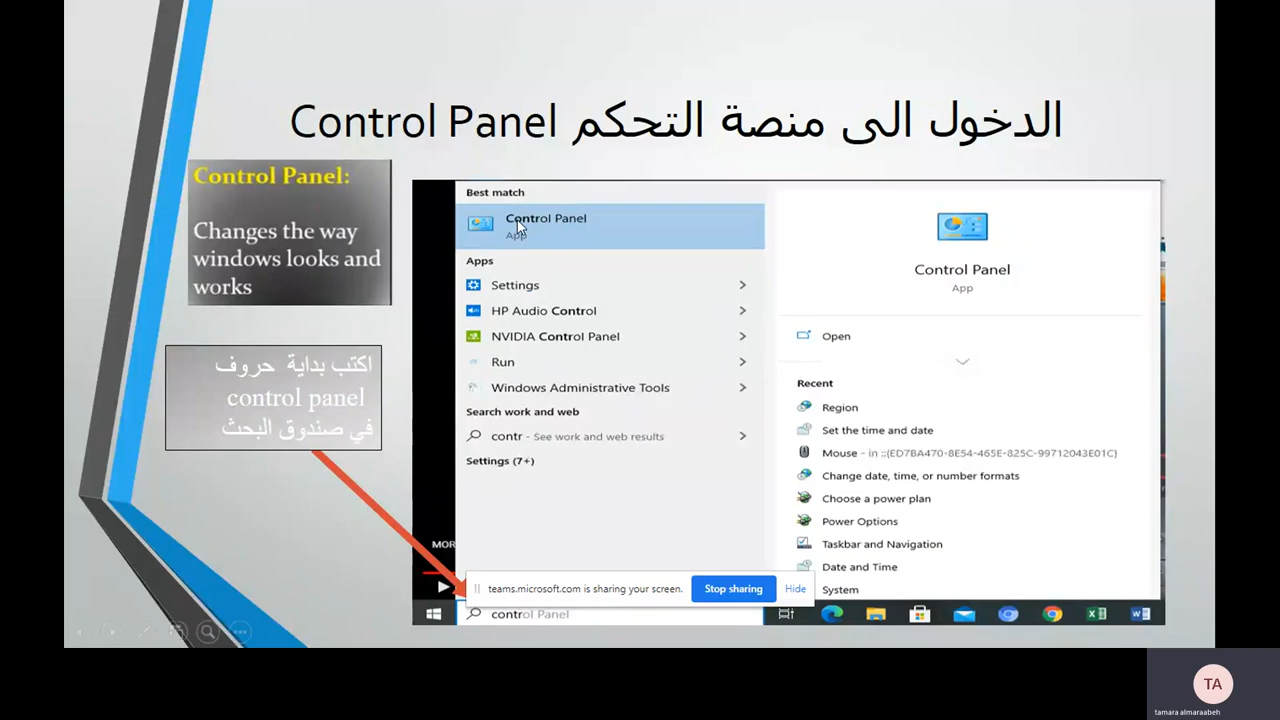 الدخول الى منصة التحكم Control Panel
Control Panel:
Changes the way
windows looks and
works
اكتب بداية حروف
control panel
في صندوق البحث
Best match
Control Panel
App
Apps
Settings
HP Audio Control
NVIDIA Control Panel
Run
Windows Administrative Tools
Search work and web
contr - See work and web results
Settings (7+)
Control Panel
App
Open
Recent
Region
Set the time and date
Mouse - in ::{ED7BA470-8E54-465E-825C-99712043E01C}
Change date, time, or number formats
Choose a power plan
Power Options
Taskbar and Navigation
Date and Time
System
MOR
teams.microsoft.com is sharing your screen.
Stop sharing
Hide
control Panel
TA
tamara almaraabeh